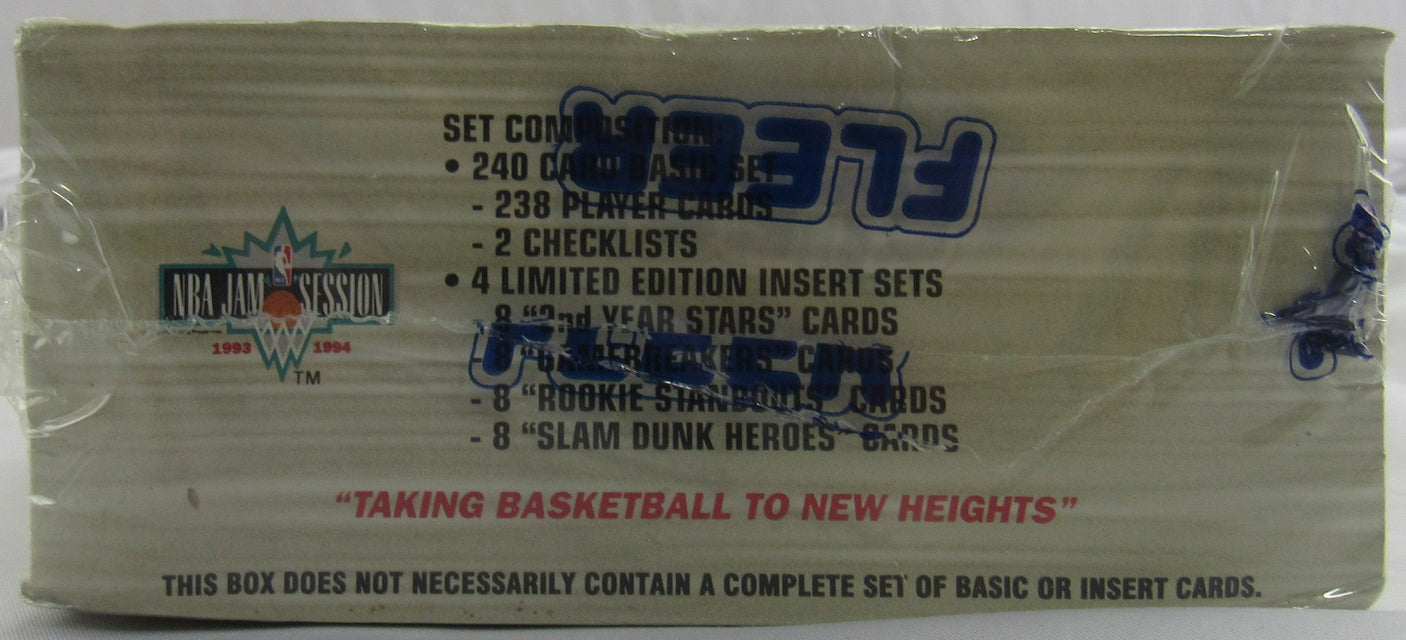 FLEER
SET COMPOSITION:
• 240 CARD BASIC SET
- 238 PLAYER CARDS
- 2 CHECKLISTS
• 4 LIMITED EDITION INSERT SETS
- 8 “2nd YEAR STARS” CARDS
- 8 “GAMEBREAKERS” CARDS
- 8 “ROOKIE STANDOUTS” CARDS
- 8 “SLAM DUNK HEROES” CARDS
NBA JAM SESSION
1993 1994
TM
FLEER
“TAKING BASKETBALL TO NEW HEIGHTS”
THIS BOX DOES NOT NECESSARILY CONTAIN A COMPLETE SET OF BASIC OR INSERT CARDS.